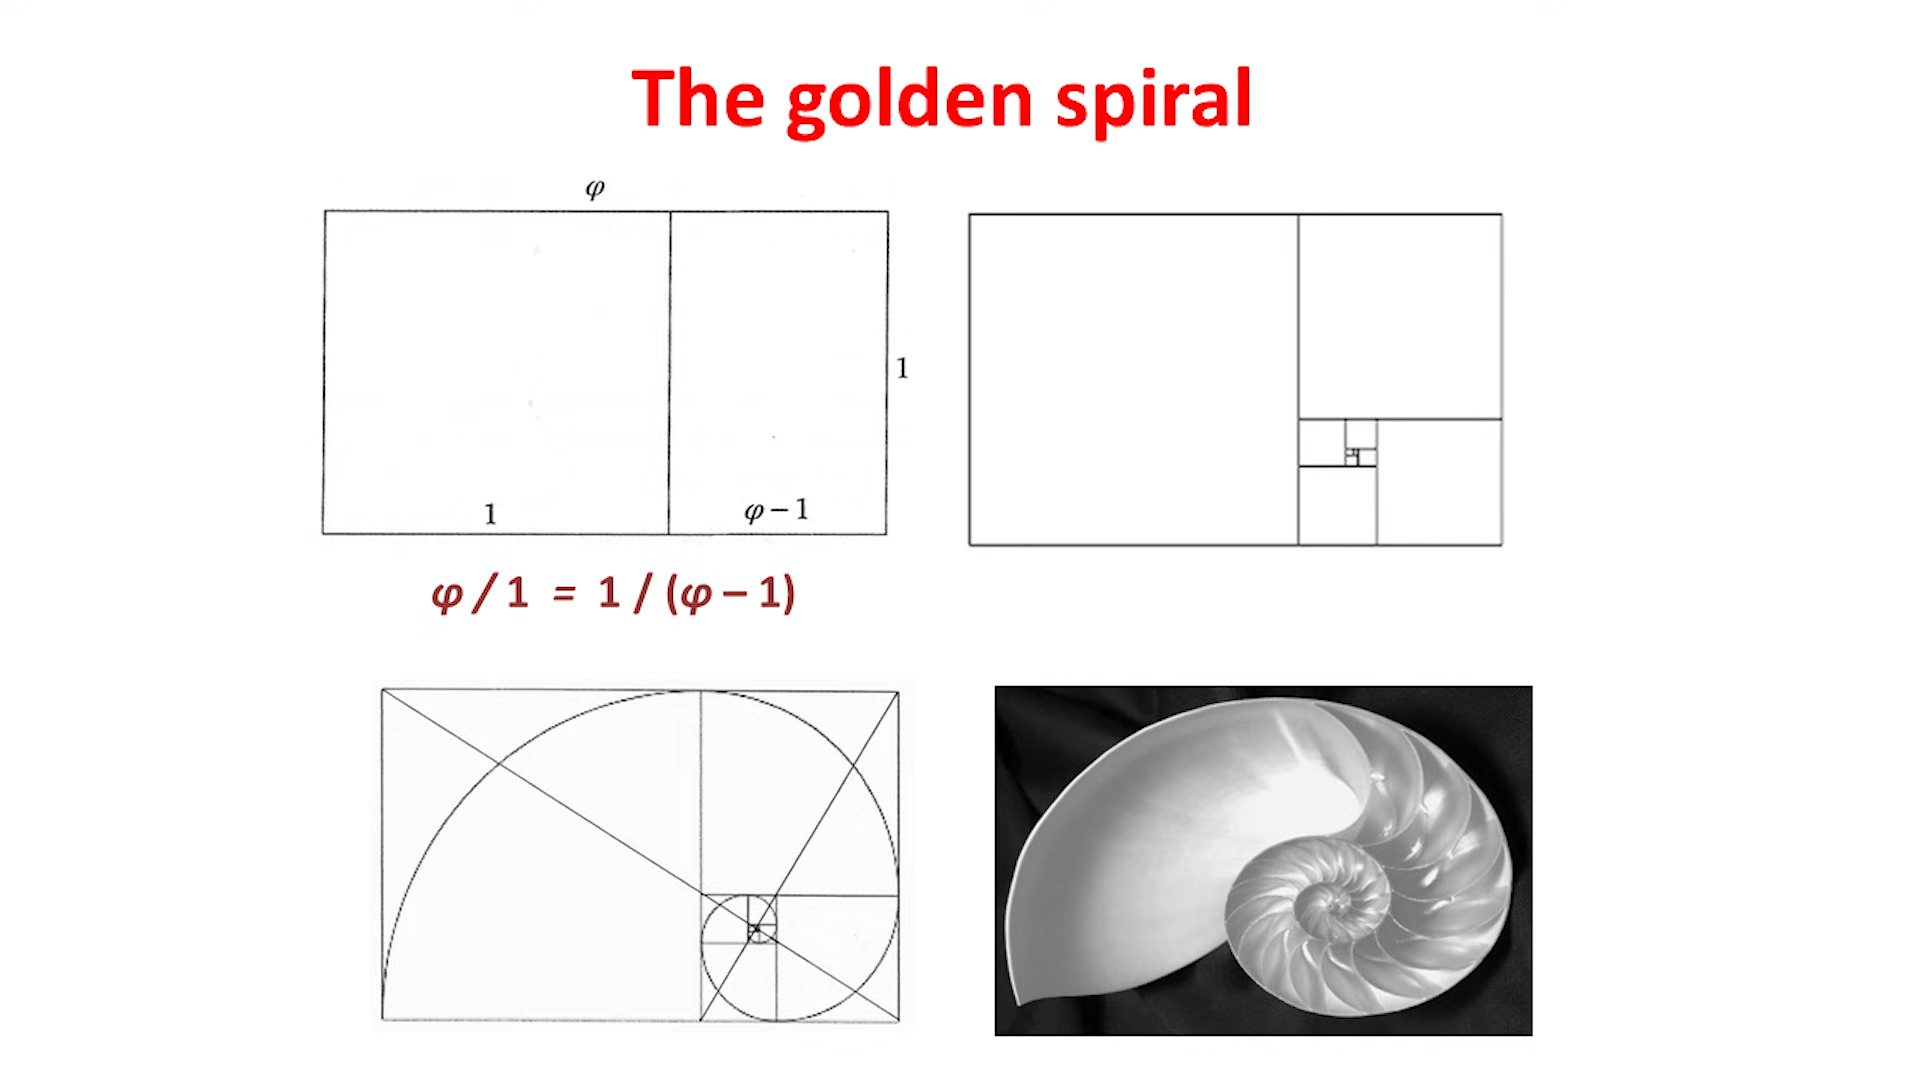 The golden spiral
φ
1
1
φ – 1
φ / 1 = 1 / (φ – 1)